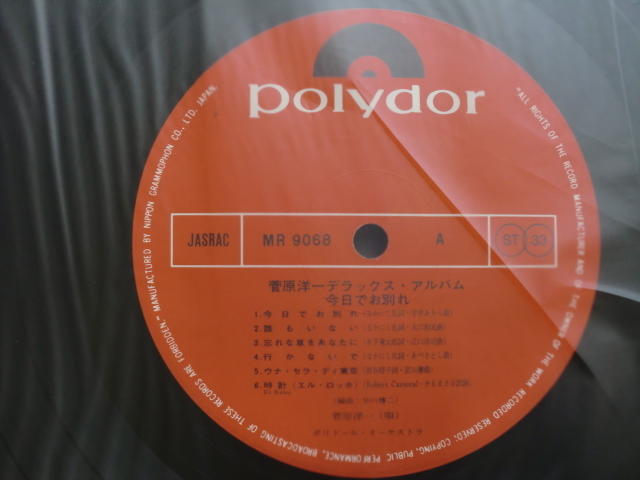 polydor
JASRAC
MR 9068
A
ST 33
菅原洋一デラックス・アルバム
今日でお別れ
1.今日でお別れ
2.誰もいない
3.忘れな草をあなたに
4.行かないで
5.ウナ・セラ・ディ東京
6.時計(エル・ロッホ)
菅原洋一(唄)
ポリドール・オーケストラ
MANUFACTURED BY NIPPON GRAMMOPHON CO., LTD. JAPAN.
"ALL RIGHTS OF THE RECORD MANUFACTURER AND OF THE OWNER OF THE WORK RECORDED RESERVED: COPYING, PUBLIC PERFORMANCE, BROADCASTING OF THESE RECORDS ARE FORBIDDEN."